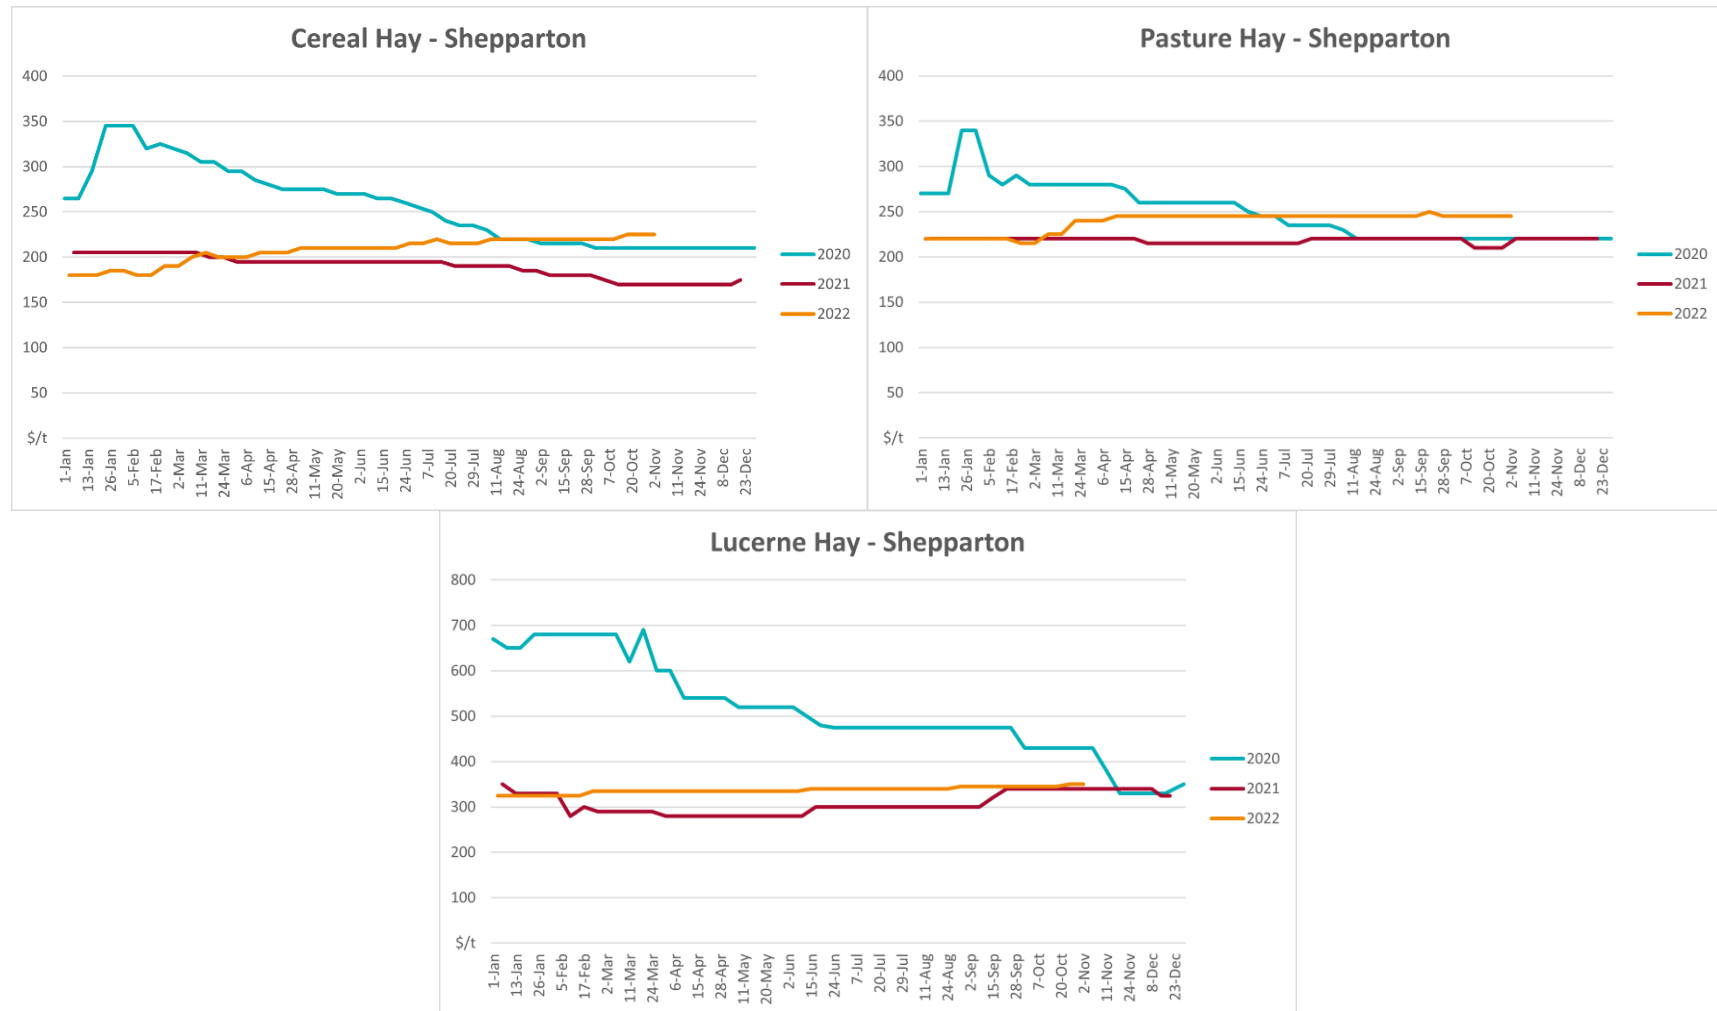 Cereal Hay - Shepparton
400
350
300
250
200
150
100
50
$/t
1-Jan
13-Jan
26-Jan
5-Feb
17-Feb
2-Mar
11-Mar
24-Mar
6-Apr
15-Apr
28-Apr
11-May
20-May
2-Jun
15-Jun
24-Jun
7-Jul
20-Jul
29-Jul
11-Aug
24-Aug
2-Sep
15-Sep
28-Sep
7-Oct
20-Oct
2-Nov
11-Nov
24-Nov
8-Dec
23-Dec
2020
2021
2022
Pasture Hay - Shepparton
400
350
300
250
200
150
100
50
$/t
1-Jan
13-Jan
26-Jan
5-Feb
17-Feb
2-Mar
11-Mar
24-Mar
6-Apr
15-Apr
28-Apr
11-May
20-May
2-Jun
15-Jun
24-Jun
7-Jul
20-Jul
29-Jul
11-Aug
24-Aug
2-Sep
15-Sep
28-Sep
7-Oct
20-Oct
2-Nov
11-Nov
24-Nov
8-Dec
23-Dec
2020
2021
2022
Lucerne Hay - Shepparton
800
700
600
500
400
300
200
100
$/t
1-Jan
13-Jan
26-Jan
5-Feb
17-Feb
2-Mar
11-Mar
24-Mar
6-Apr
15-Apr
28-Apr
11-May
20-May
2-Jun
15-Jun
24-Jun
7-Jul
20-Jul
29-Jul
11-Aug
24-Aug
2-Sep
15-Sep
28-Sep
7-Oct
20-Oct
2-Nov
11-Nov
24-Nov
8-Dec
23-Dec
2020
2021
2022